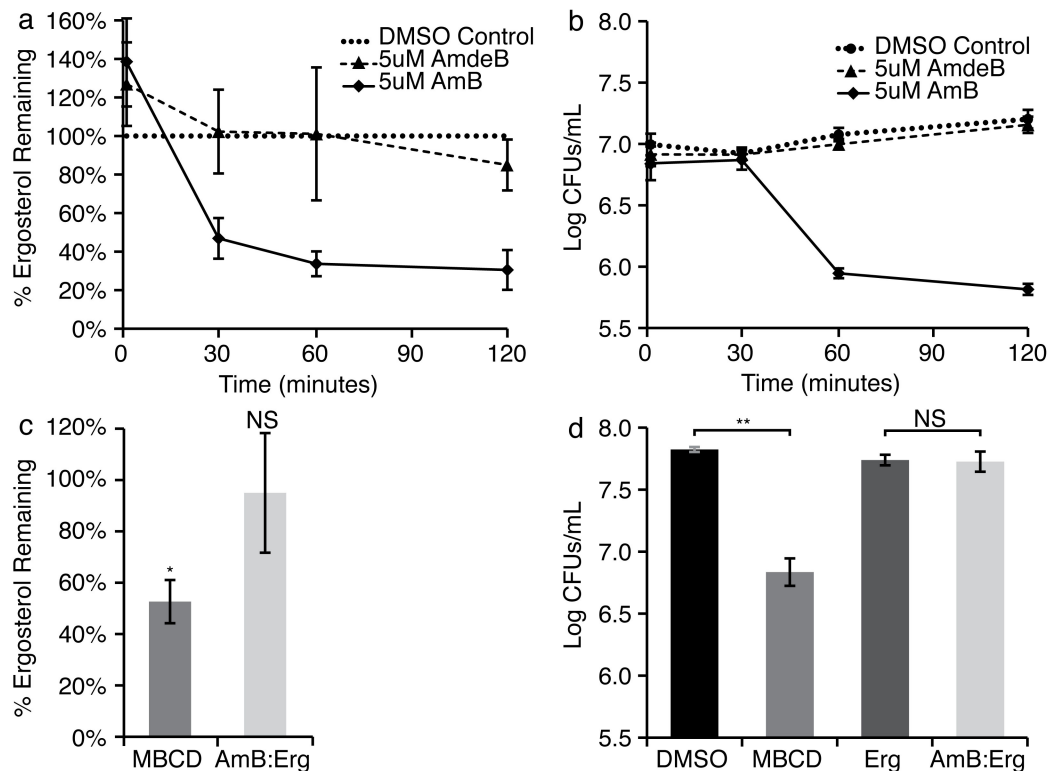 a
160%
140%
120%
100%
80%
60%
40%
20%
0%
% Ergosterol Remaining
DMSO Control
5uM AmdeB
5uM AmB
0 30 60 90 120
Time (minutes)
b
8.0
7.5
7.0
6.5
6.0
5.5
Log CFUs/mL
DMSO Control
5uM AmdeB
5uM AmB
0 30 60 90 120
Time (minutes)
c
120%
100%
80%
60%
40%
20%
0%
% Ergosterol Remaining
*
NS
MBCD AmB:Erg
d
8.0
7.5
7.0
6.5
6.0
5.5
Log CFUs/mL
**
NS
DMSO MBCD Erg AmB:Erg